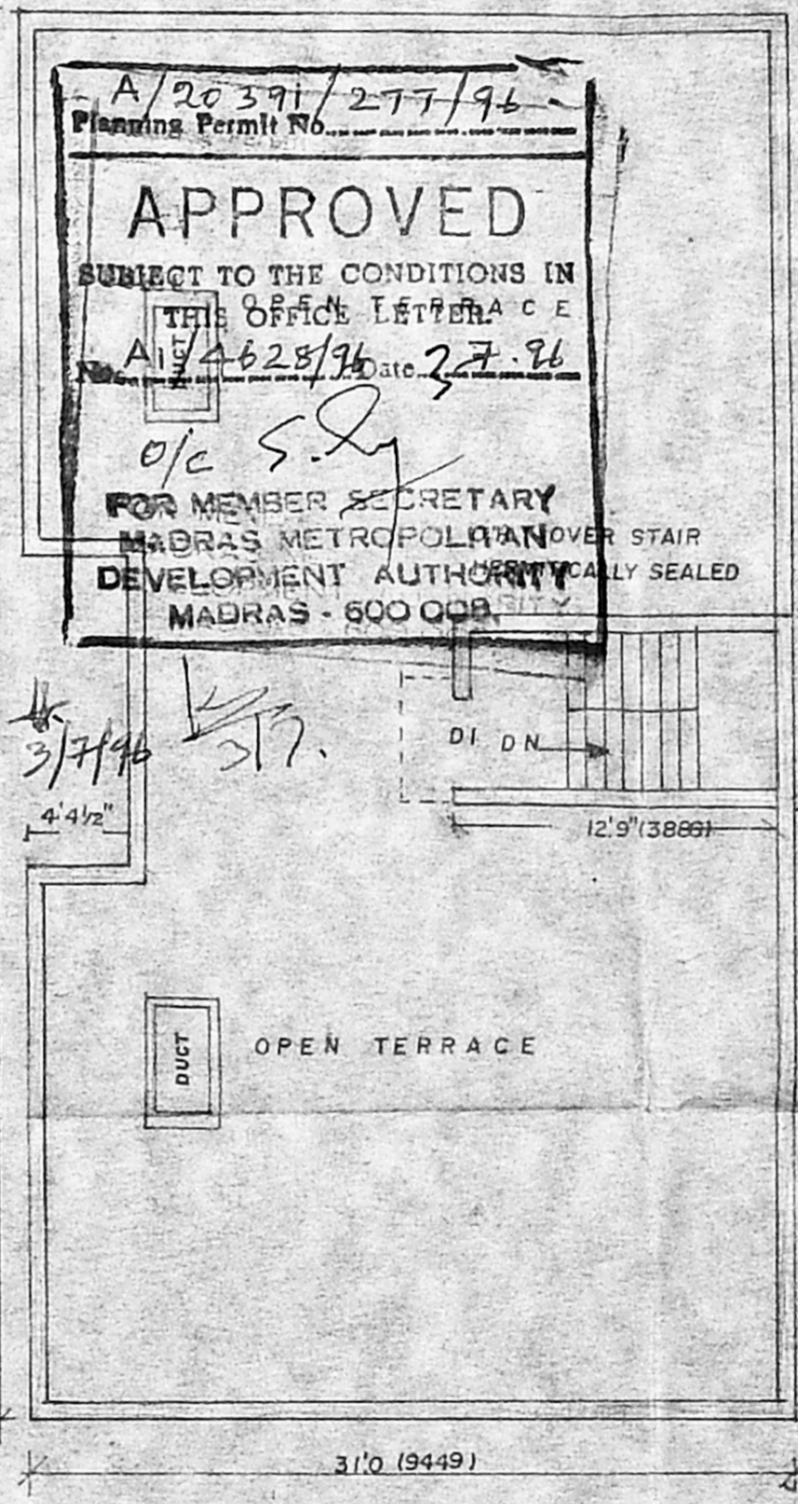 A/20391/277/96
Planning Permit No.
APPROVED
SUBJECT TO THE CONDITIONS IN
OPEN TERRACE
THIS OFFICE LETTER.
DUCT
No. A1/4628/96 Date 3.7.96
O/C
FOR MEMBER SECRETARY
MADRAS METROPOLITAN
DEVELOPMENT AUTHORITY
MADRAS - 600 008.
OVER STAIR
SEALED
3/7/96
3/7.
D1 DN
4'4½"
12'9"(3886)
DUCT
OPEN TERRACE
31'0 (9449)